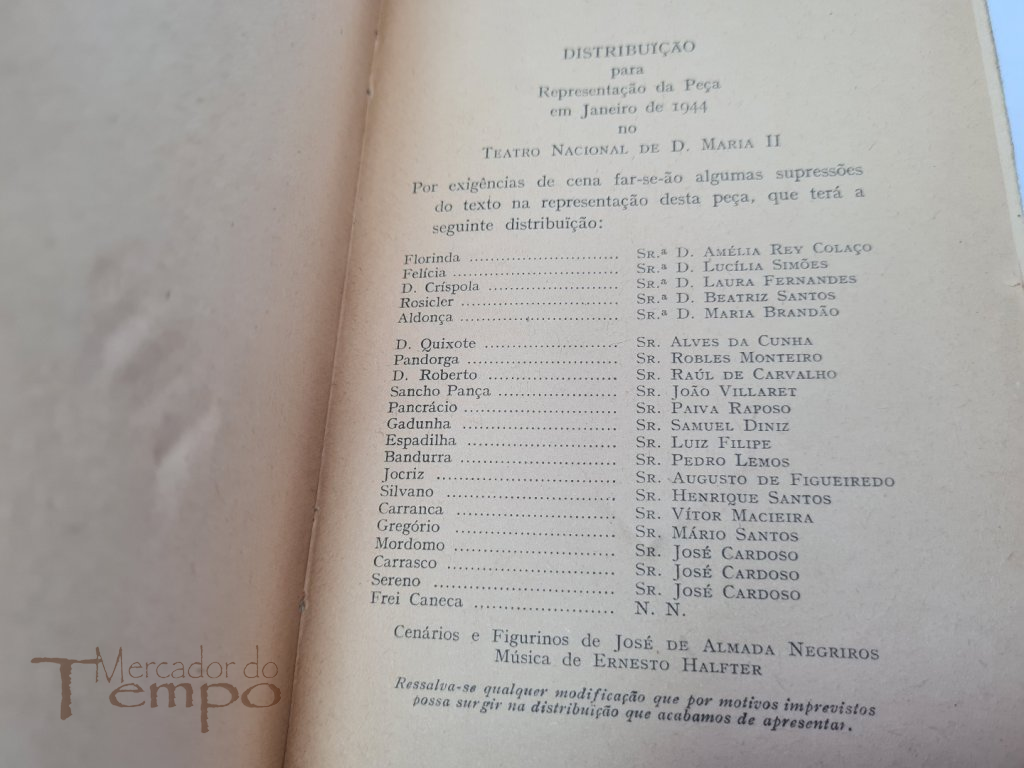 DISTRIBUÏÇÃO
para
Representação da Peça
em Janeiro de 1944
no
TEATRO NACIONAL DE D. MARIA II
Por exigências de cena far-se-ão algumas supressões
do texto na representação desta peça, que terá a
seguinte distribuïção:
Florinda .............................. SR.ª D. AMÉLIA REY COLAÇO
Felícia .............................. SR.ª D. LUCÍLIA SIMÕES
D. Críspola .............................. SR.ª D. LAURA FERNANDES
Rosicler .............................. SR.ª D. BEATRIZ SANTOS
Aldonça .............................. SR.ª D. MARIA BRANDÃO
D. Quixote .............................. SR. ALVES DA CUNHA
Pandorga .............................. SR. ROBLES MONTEIRO
D. Roberto .............................. SR. RAÚL DE CARVALHO
Sancho Pança .............................. SR. JOÃO VILLARET
Pancrácio .............................. SR. PAIVA RAPOSO
Gadunha .............................. SR. SAMUEL DINIZ
Espadilha .............................. SR. LUIZ FILIPE
Bandurra .............................. SR. PEDRO LEMOS
Jocriz .............................. SR. AUGUSTO DE FIGUEIREDO
Silvano .............................. SR. HENRIQUE SANTOS
Carranca .............................. SR. VÍTOR MACIEIRA
Gregório .............................. SR. MÁRIO SANTOS
Mordomo .............................. SR. JOSÉ CARDOSO
Carrasco .............................. SR. JOSÉ CARDOSO
Sereno .............................. SR. JOSÉ CARDOSO
Frei Caneca .............................. N. N.
Cenários e Figurinos de JOSÉ DE ALMADA NEGRIROS
Música de ERNESTO HALFTER
Ressalva-se qualquer modificação que por motivos imprevistos
possa surgir na distribuïção que acabamos de apresentar.
Mercador do
Tempo